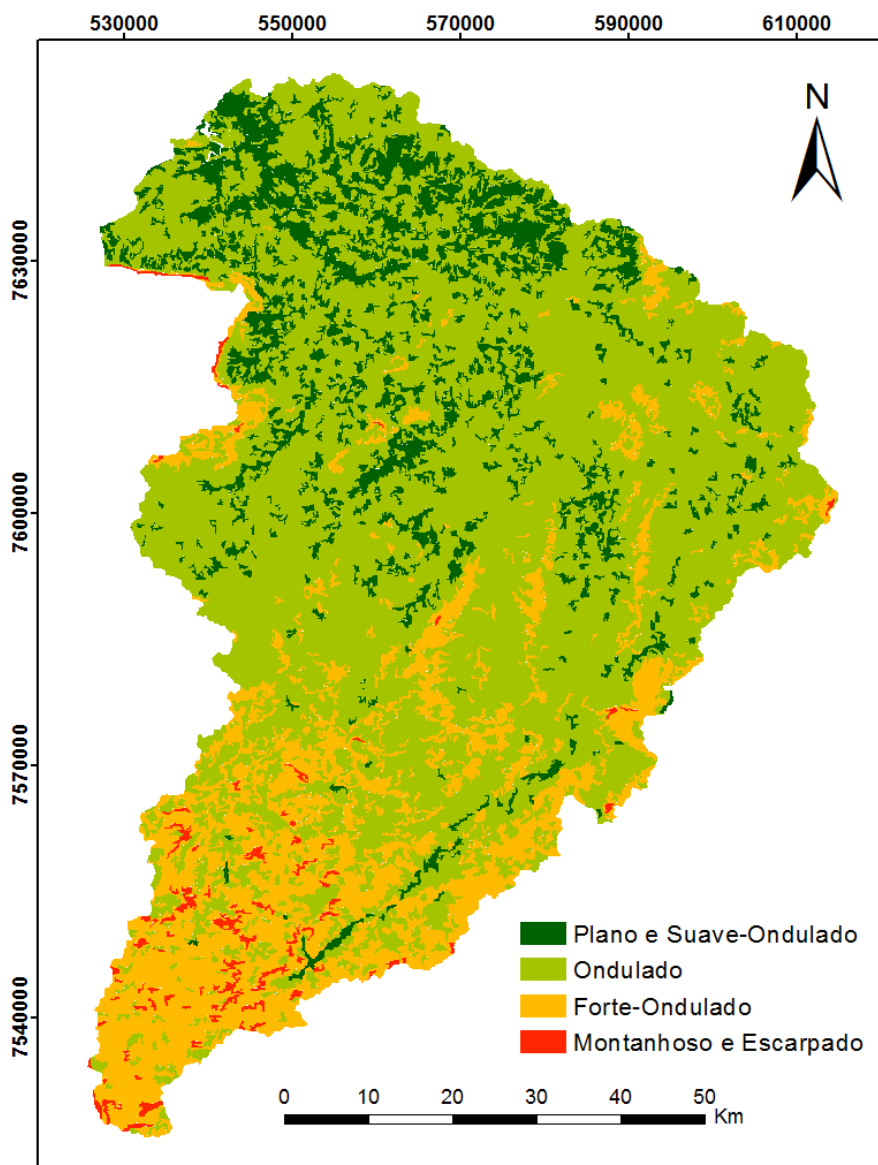 530000 550000 570000 590000 610000
N
7630000
7600000
7570000
7540000
Plano e Suave-Ondulado
Ondulado
Forte-Ondulado
Montanhoso e Escarpado
0 10 20 30 40 50
Km